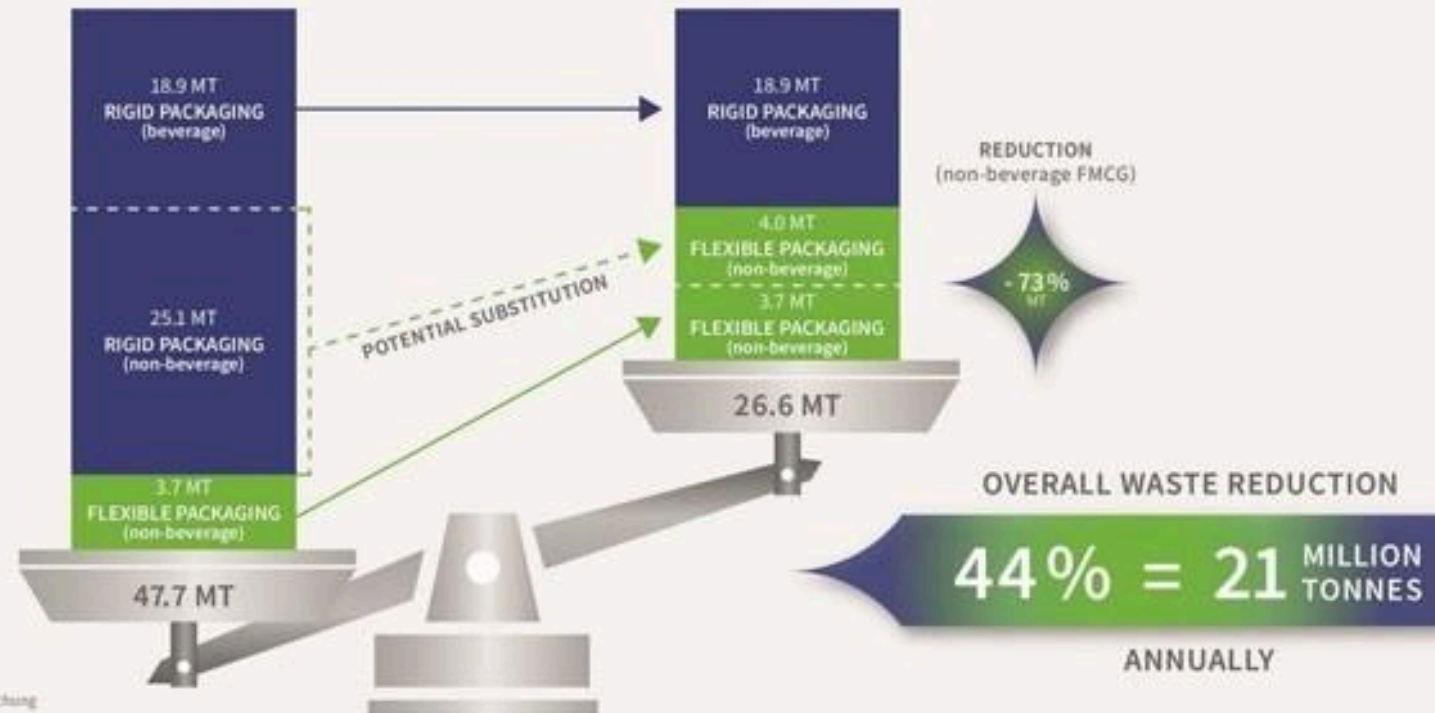 18.9 MT
RIGID PACKAGING
(beverage)
25.1 MT
RIGID PACKAGING
(non-beverage)
3.7 MT
FLEXIBLE PACKAGING
(non-beverage)
47.7 MT
POTENTIAL SUBSTITUTION
18.9 MT
RIGID PACKAGING
(beverage)
4.0 MT
FLEXIBLE PACKAGING
(non-beverage)
3.7 MT
FLEXIBLE PACKAGING
(non-beverage)
26.6 MT
REDUCTION
(non-beverage FMCG)
- 73%
MT
OVERALL WASTE REDUCTION
44% = 21 MILLION
TONNES
ANNUALLY